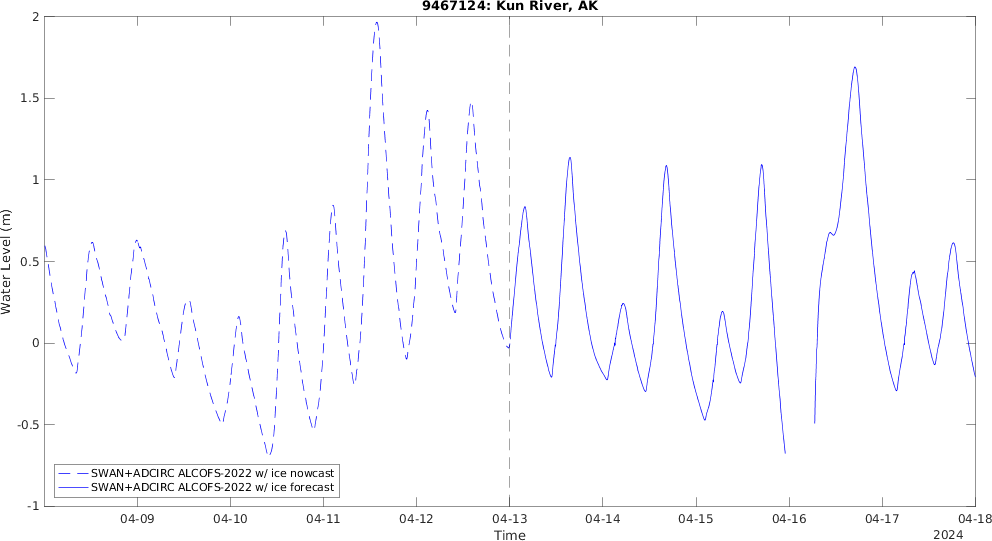 9467124: Kun River, AK
Water Level (m)
2
1.5
1
0.5
0
-0.5
-1
SWAN+ADCIRC ALCOFS-2022 w/ ice nowcast
SWAN+ADCIRC ALCOFS-2022 w/ ice forecast
04-09 04-10 04-11 04-12 04-13 04-14 04-15 04-16 04-17 04-18
Time
2024